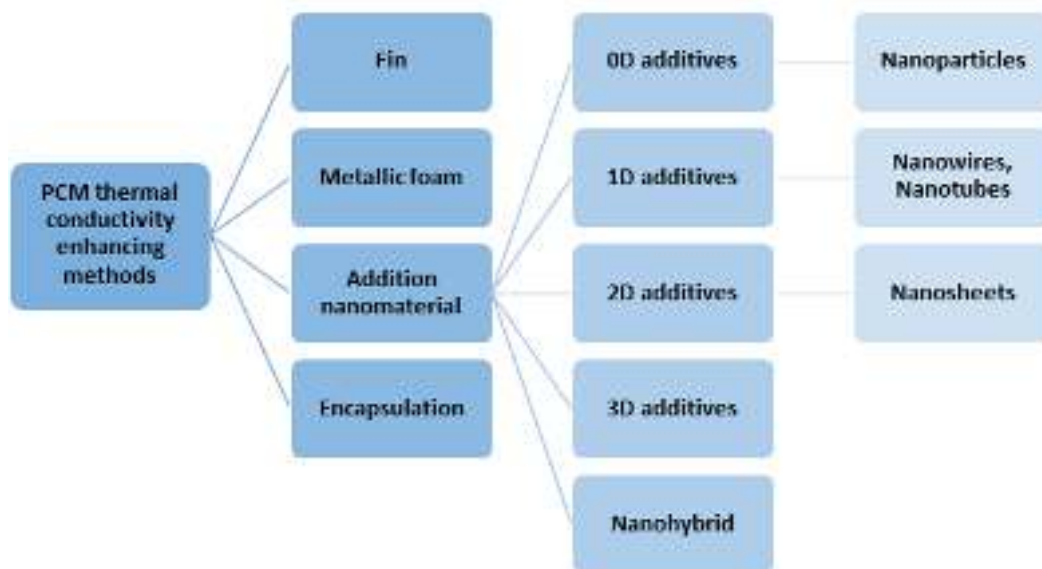 PCM thermal
conductivity
enhancing
methods
Fin
Metallic foam
Addition
nanomaterial
Encapsulation
0D additives
1D additives
2D additives
3D additives
Nanohybrid
Nanoparticles
Nanowires,
Nanotubes
Nanosheets